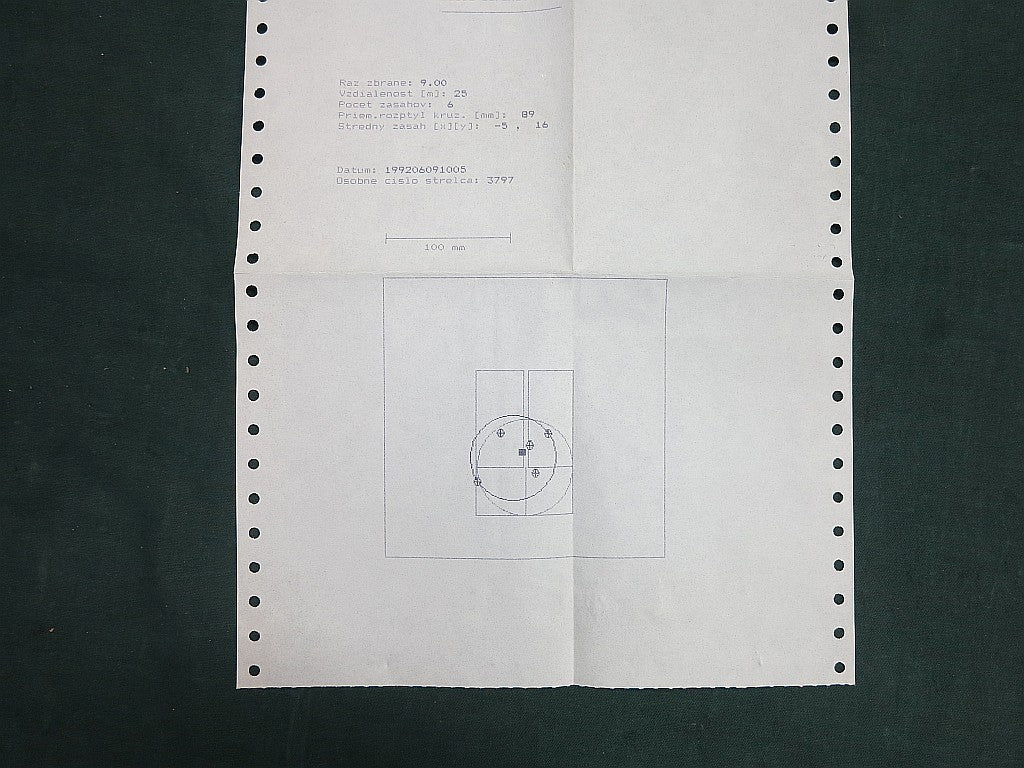 Raz zbrane: 9.00
Vzdialenost [m]: 25
Pocet zasahov: 6
Priem.rozptyl kruz. [mm]: 89
Stredny zasah [x][y]: -5 , 16
Datum: 199206091005
Osobne cislo strelca: 3797
100 mm